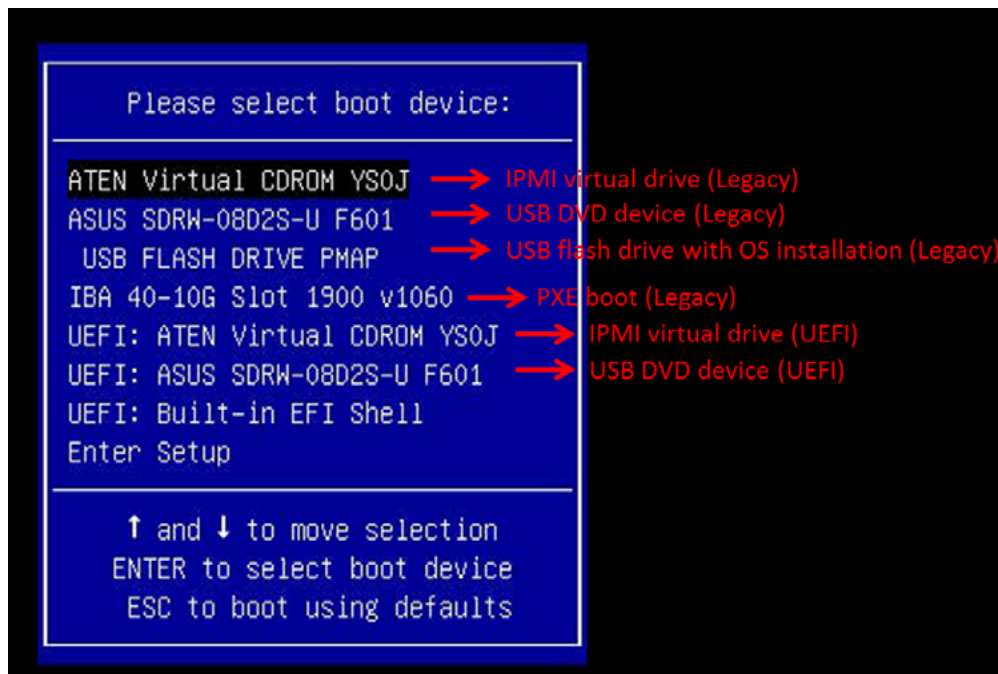 Please select boot device:
ATEN Virtual CDROM YS0J → IPMI virtual drive (Legacy)
ASUS SDRW-08D2S-U F601 → USB DVD device (Legacy)
USB FLASH DRIVE PMAP → USB flash drive with OS installation (Legacy)
IBA 40-10G Slot 1900 v1060 → PXE boot (Legacy)
UEFI: ATEN Virtual CDROM YS0J → IPMI virtual drive (UEFI)
UEFI: ASUS SDRW-08D2S-U F601 → USB DVD device (UEFI)
UEFI: Built-in EFI Shell
Enter Setup
↑ and ↓ to move selection
ENTER to select boot device
ESC to boot using defaults